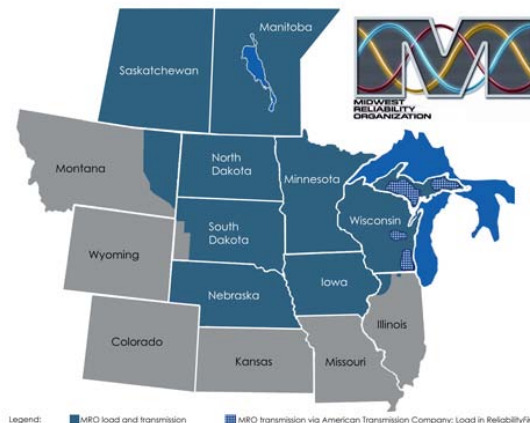 Manitoba
Saskatchewan
MIDWEST
RELIABILITY
ORGANIZATION
Montana
North
Dakota
Minnesota
South
Dakota
Wisconsin
Wyoming
Nebraska
Iowa
Illinois
Colorado
Kansas
Missouri
Legend:
MRO load and transmission
MRO transmission via American Transmission Company; Load in ReliabilityFi